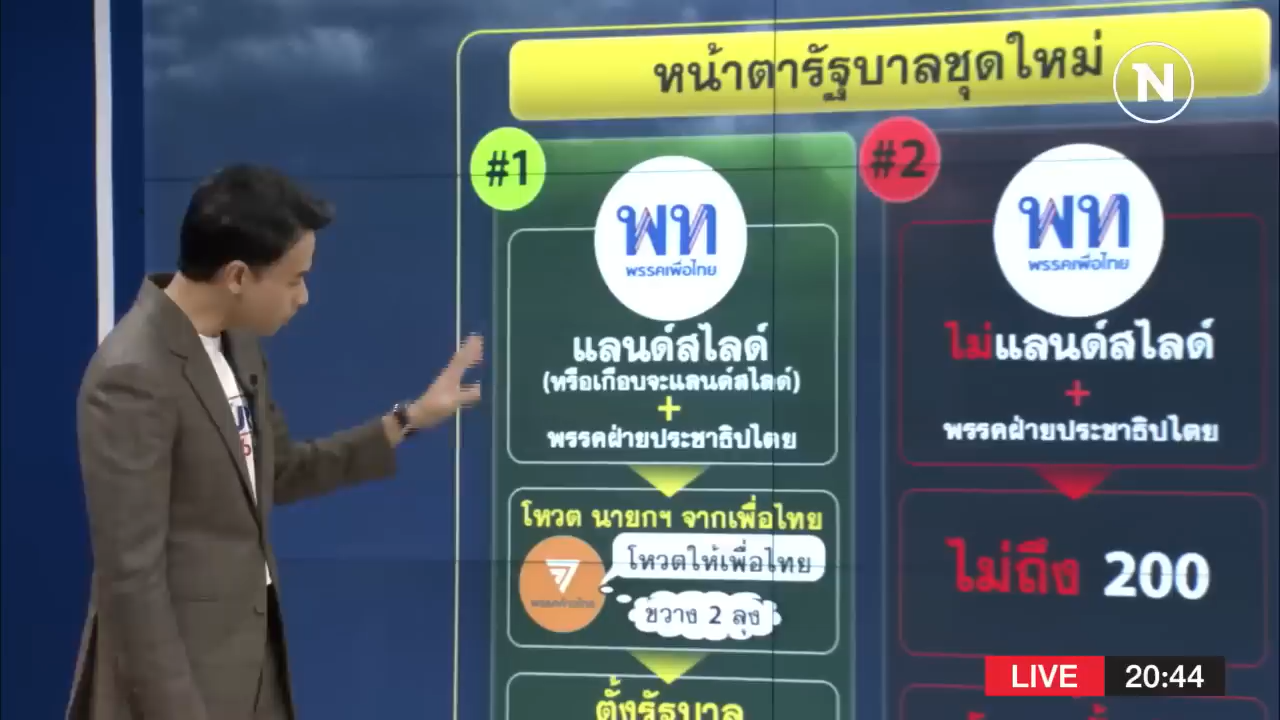 หน้าตารัฐบาลชุดใหม่
N
#1
พท
พรรคเพื่อไทย
แลนด์สไลด์
(หรือเกือบจะแลนด์สไลด์)
+
พรรคฝ่ายประชาธิปไตย
โหวต นายกฯ จากเพื่อไทย
โหวตให้เพื่อไทย
ขวาง 2 ลุง
ตั้งรัฐบาล
#2
พท
พรรคเพื่อไทย
ไม่แลนด์สไลด์
+
พรรคฝ่ายประชาธิปไตย
ไม่ถึง 200
LIVE 20:44